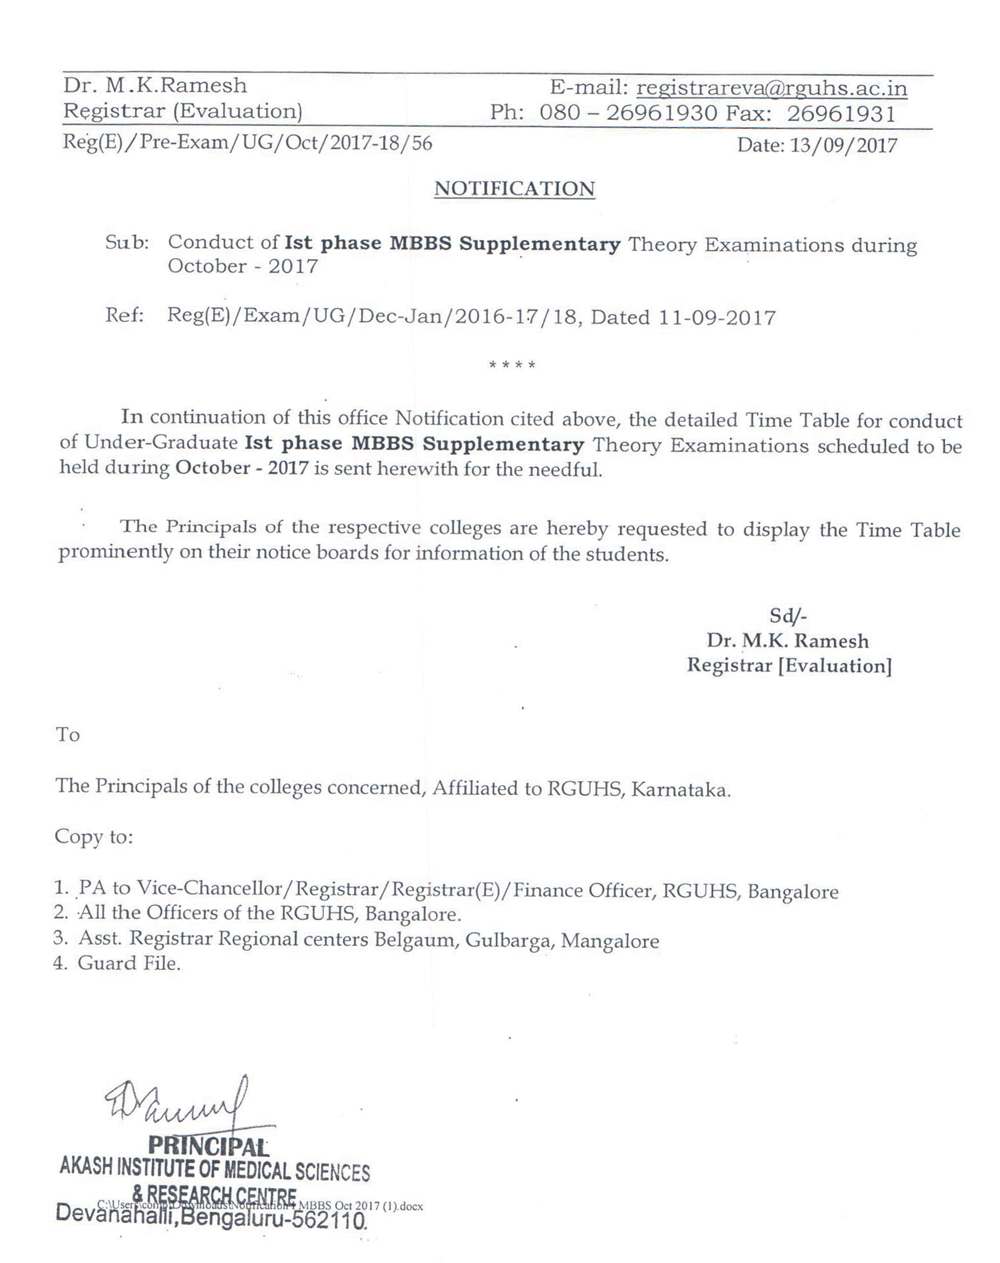 Dr. M.K.Ramesh
E-mail: registrareva@rguhs.ac.in
Registrar (Evaluation)
Ph: 080 – 26961930 Fax: 26961931
Reg(E)/Pre-Exam/UG/Oct/2017-18/56
Date: 13/09/2017
NOTIFICATION
Sub: Conduct of Ist phase MBBS Supplementary Theory Examinations during
October - 2017
Ref: Reg(E)/Exam/UG/Dec-Jan/2016-17/18, Dated 11-09-2017
****
In continuation of this office Notification cited above, the detailed Time Table for conduct
of Under-Graduate Ist phase MBBS Supplementary Theory Examinations scheduled to be
held during October - 2017 is sent herewith for the needful.
The Principals of the respective colleges are hereby requested to display the Time Table
prominently on their notice boards for information of the students.
Sd/-
Dr. M.K. Ramesh
Registrar [Evaluation]
To
The Principals of the colleges concerned, Affiliated to RGUHS, Karnataka.
Copy to:
1. PA to Vice-Chancellor/Registrar/Registrar(E)/Finance Officer, RGUHS, Bangalore
2. All the Officers of the RGUHS, Bangalore.
3. Asst. Registrar Regional centers Belgaum, Gulbarga, Mangalore
4. Guard File.
PRINCIPAL
AKASH INSTITUTE OF MEDICAL SCIENCES
& RESEARCH CENTRE
MBBS Oct 2017 (1).docx
Devanahalli, Bengaluru-562110.